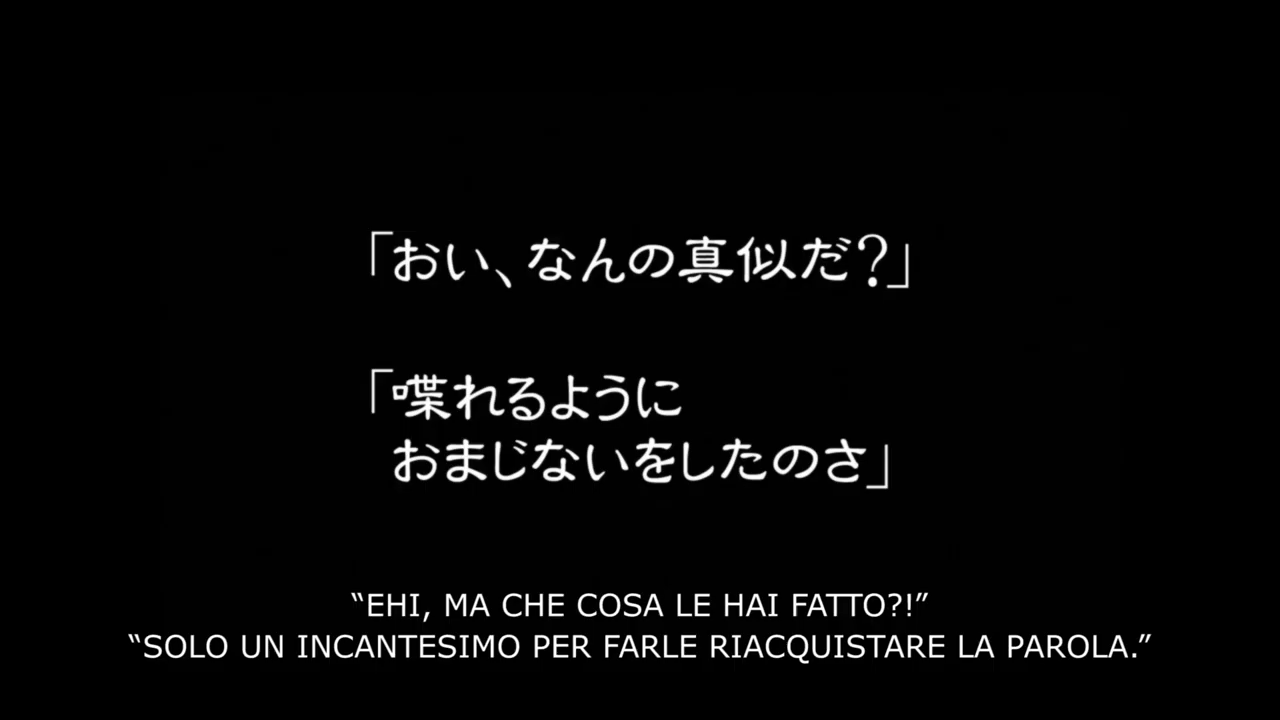 「おい、なんの真似だ?」
「喋れるように
おまじないをしたのさ」
“EHI, MA CHE COSA LE HAI FATTO?!”
“SOLO UN INCANTESIMO PER FARLE RIACQUISTARE LA PAROLA.”